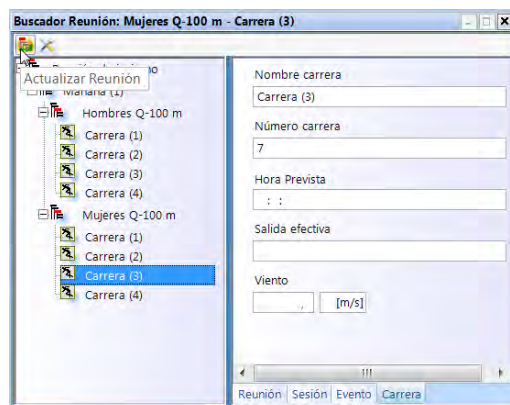 Buscador Reunión: Mujeres Q-100 m - Carrera (3)
Actualizar Reunión
Mañana (1)
Hombres Q-100 m
Carrera (1)
Carrera (2)
Carrera (3)
Carrera (4)
Mujeres Q-100 m
Carrera (1)
Carrera (2)
Carrera (3)
Carrera (4)
Nombre carrera
Carrera (3)
Número carrera
7
Hora Prevista
: :
Salida efectiva
Viento
, [m/s]
Reunión Sesión Evento Carrera